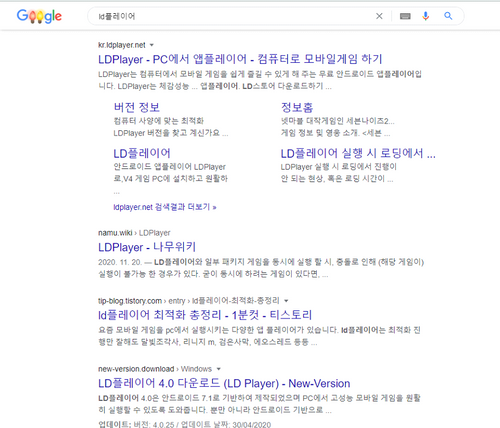 Google
ld플레이어
kr.ldplayer.net
LDPlayer - PC에서 앱플레이어 - 컴퓨터로 모바일게임 하기
LDPlayer는 컴퓨터에서 모바일 게임을 쉽게 즐길 수 있게 해 주는 무료 안드로이드 앱플레이어입
니다. LDPlayer는 체감성능 ... 앱플레이어. LD스토어 다운로드하기 ...
버전 정보
컴퓨터 사양에 맞는 최적화
LDPlayer 버전을 찾고 계신가요 ...
정보홈
넷마블 대작게임인 세븐나이츠2...
게임 정보 및 영웅 소개. <세븐 ...
LD플레이어
안드로이드 앱플레이어 LDPlayer
로,V4 게임 PC에 설치하고 원활하
...
LD플레이어 실행 시 로딩에서 ...
LD플레이어 실행 시 로딩에서 진행이
안 되는 현상, 혹은 로딩 시간이 ...
ldplayer.net 검색결과 더보기 »
namu.wiki › LDPlayer
LDPlayer - 나무위키
2020. 11. 20. — LD플레이어와 일부 패키지 게임을 동시에 실행 할 시, 충돌로 인해 (해당 게임이)
실행이 불가능 한 경우가 있다. 굳이 동시에 하려는 게임이 있다면, ...
tip-blog.tistory.com › entry › ld플레이어-최적화-총정리
ld플레이어 최적화 총정리 - 1분컷 - 티스토리
요즘 모바일 게임을 pc에서 실행시키는 다양한 앱 플레이어가 있습니다. ld플레이어는 최적화 진
행만 잘해도 달빛조각사, 리니지 m, 검은사막, 에오스레드 등등 ...
new-version.download › Windows
LD플레이어 4.0 다운로드 (LD Player) - New-Version
LD플레이어 4.0은 안드로이드 7.1로 기반하여 제작되었으며 PC에서 고성능 모바일 게임을 원활
히 실행할 수 있도록 도와줍니다. 뿐만 아니라 안드로이드 기반으로 ...
업데이트: 버전: 4.0.25 / 업데이트 날짜: 30/04/2020